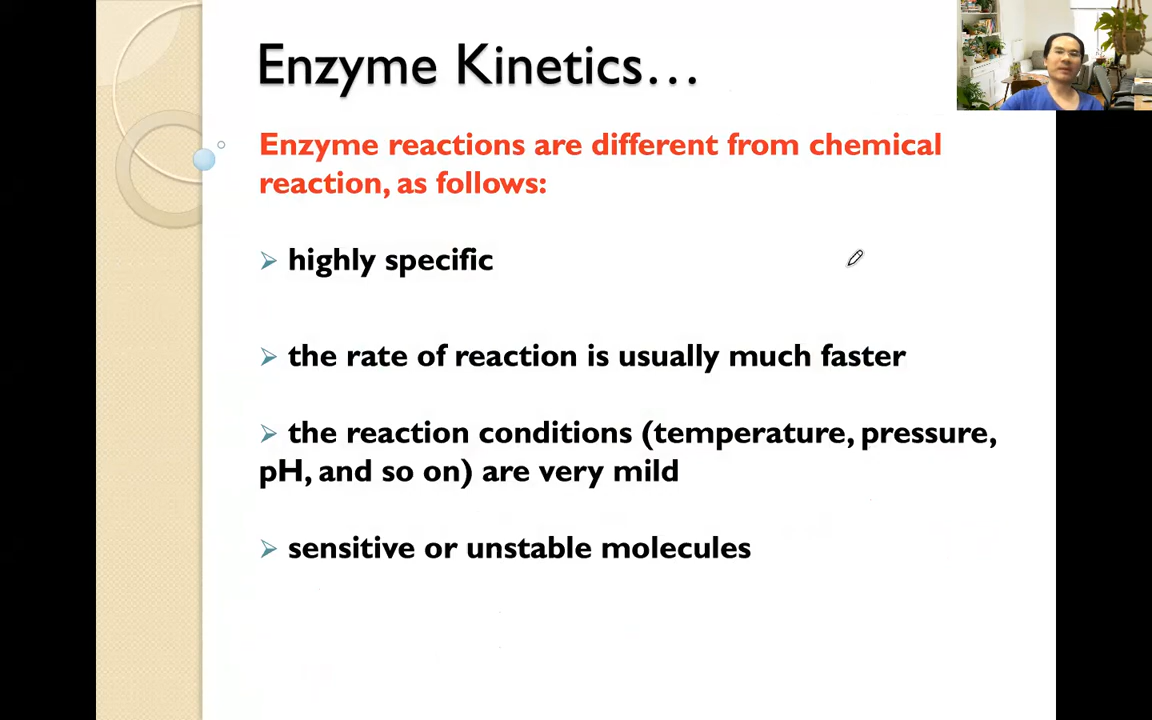 Enzyme Kinetics…
Enzyme reactions are different from chemical
reaction, as follows:
➢ highly specific
➢ the rate of reaction is usually much faster
➢ the reaction conditions (temperature, pressure,
pH, and so on) are very mild
➢ sensitive or unstable molecules